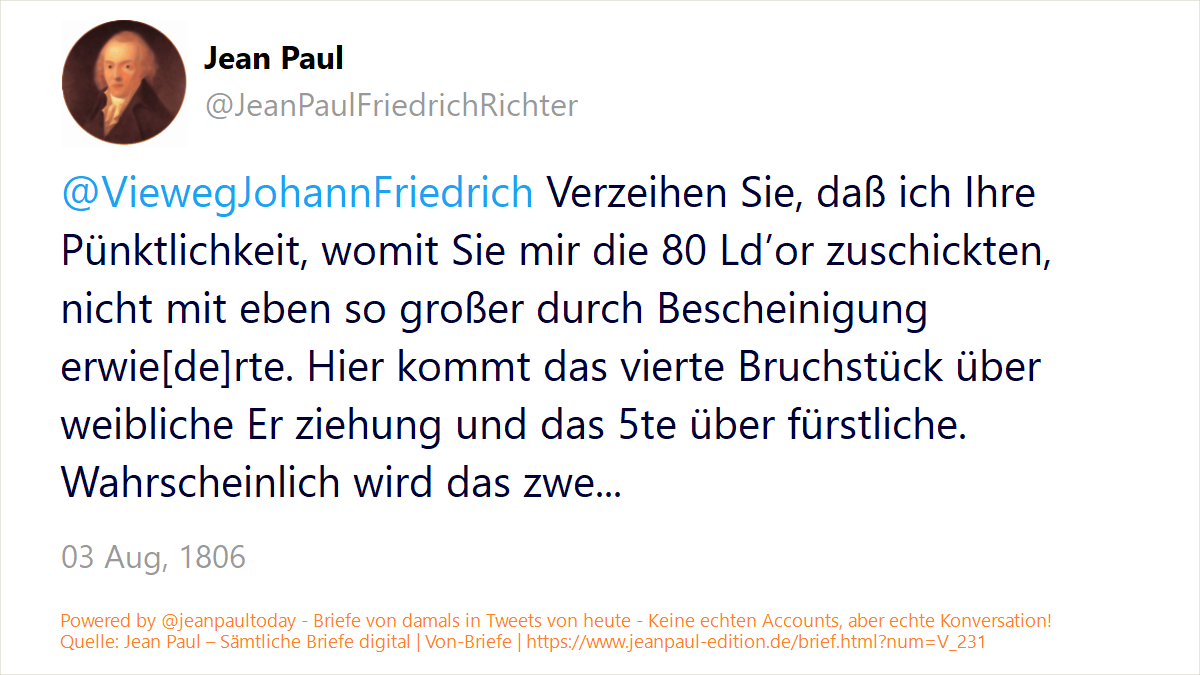 Jean Paul
@JeanPaulFriedrichRichter
@ViewegJohannFriedrich Verzeihen Sie, daß ich Ihre
Pünktlichkeit, womit Sie mir die 80 Ld’or zuschickten,
nicht mit eben so großer durch Bescheinigung
erwie[de]rte. Hier kommt das vierte Bruchstück über
weibliche Er ziehung und das 5te über fürstliche.
Wahrscheinlich wird das zwe...
03 Aug, 1806
Powered by @jeanpaultoday - Briefe von damals in Tweets von heute - Keine echten Accounts, aber echte Konversation!
Quelle: Jean Paul – Sämtliche Briefe digital | Von-Briefe | https://www.jeanpaul-edition.de/brief.html?num=V_231